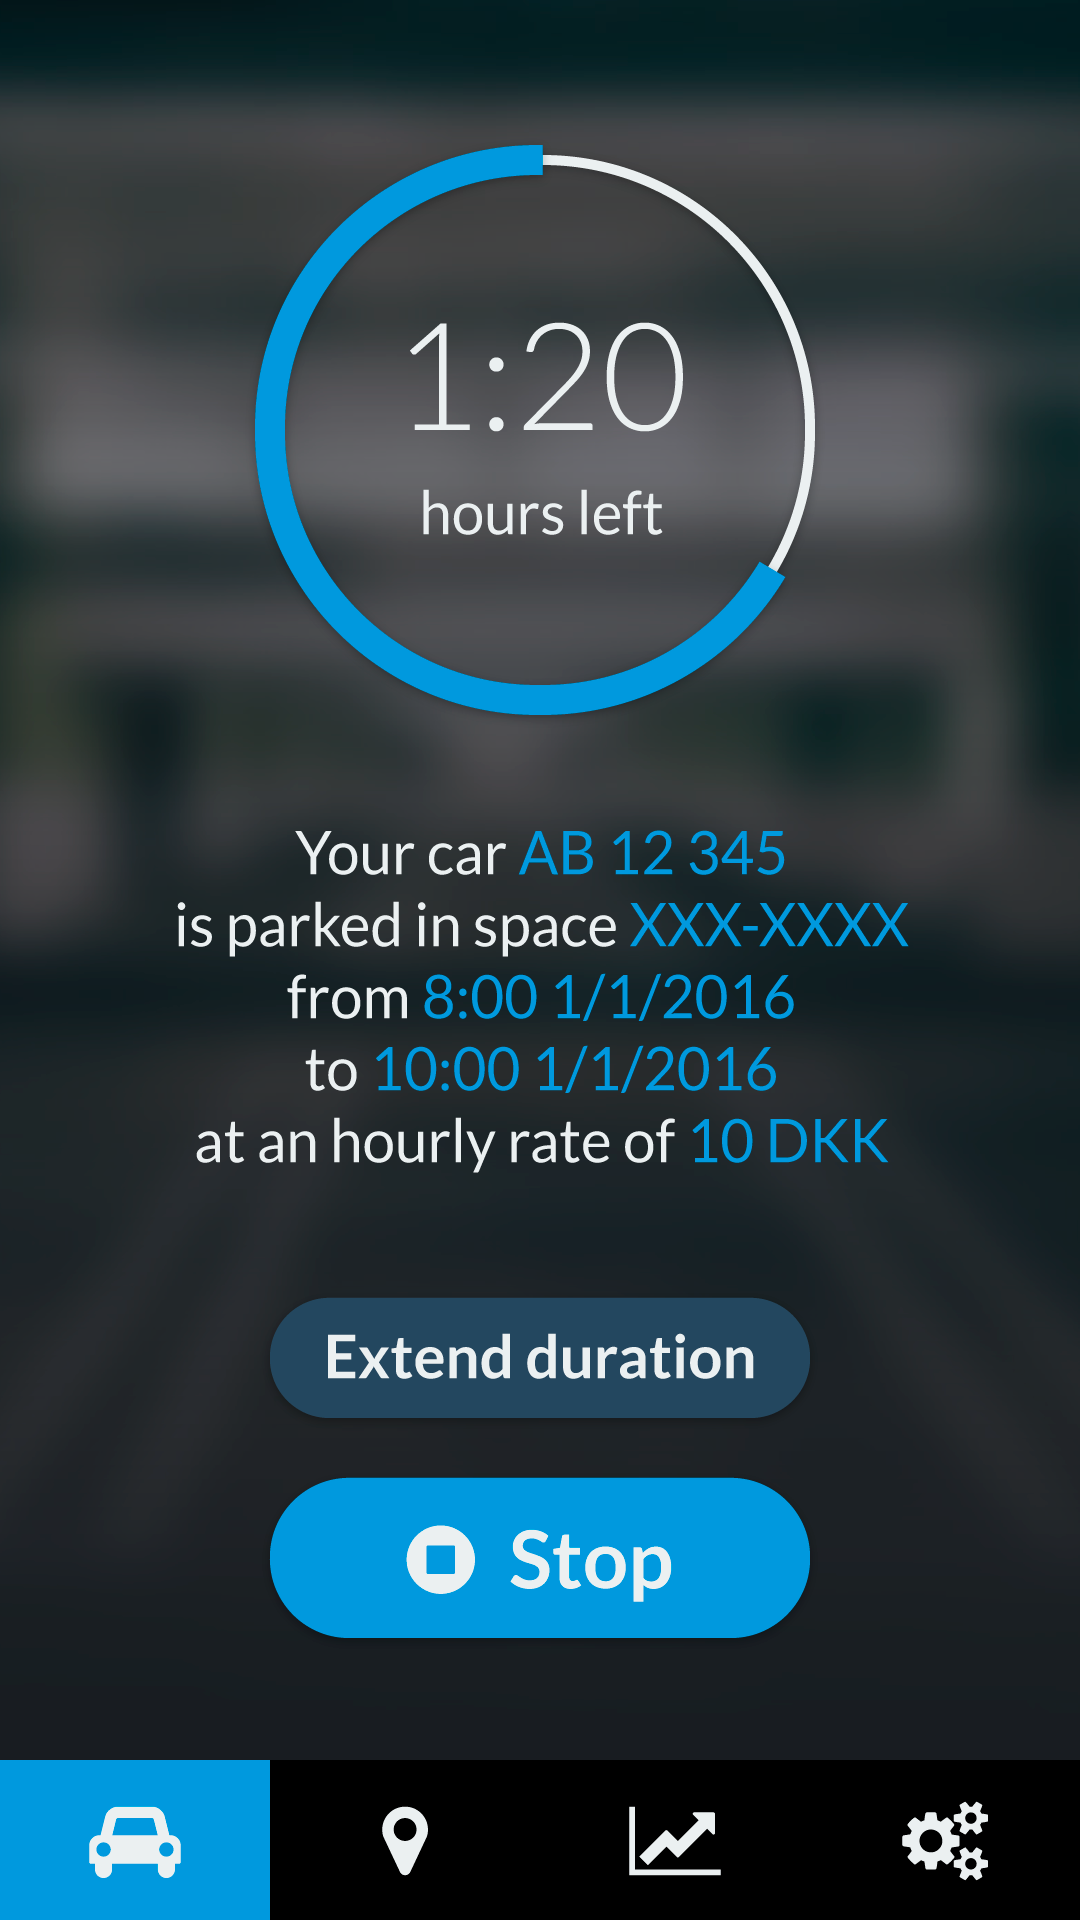 1:20
hours left
Your car AB 12 345
is parked in space XXX-XXXX
from 8:00 1/1/2016
to 10:00 1/1/2016
at an hourly rate of 10 DKK
Extend duration
Stop